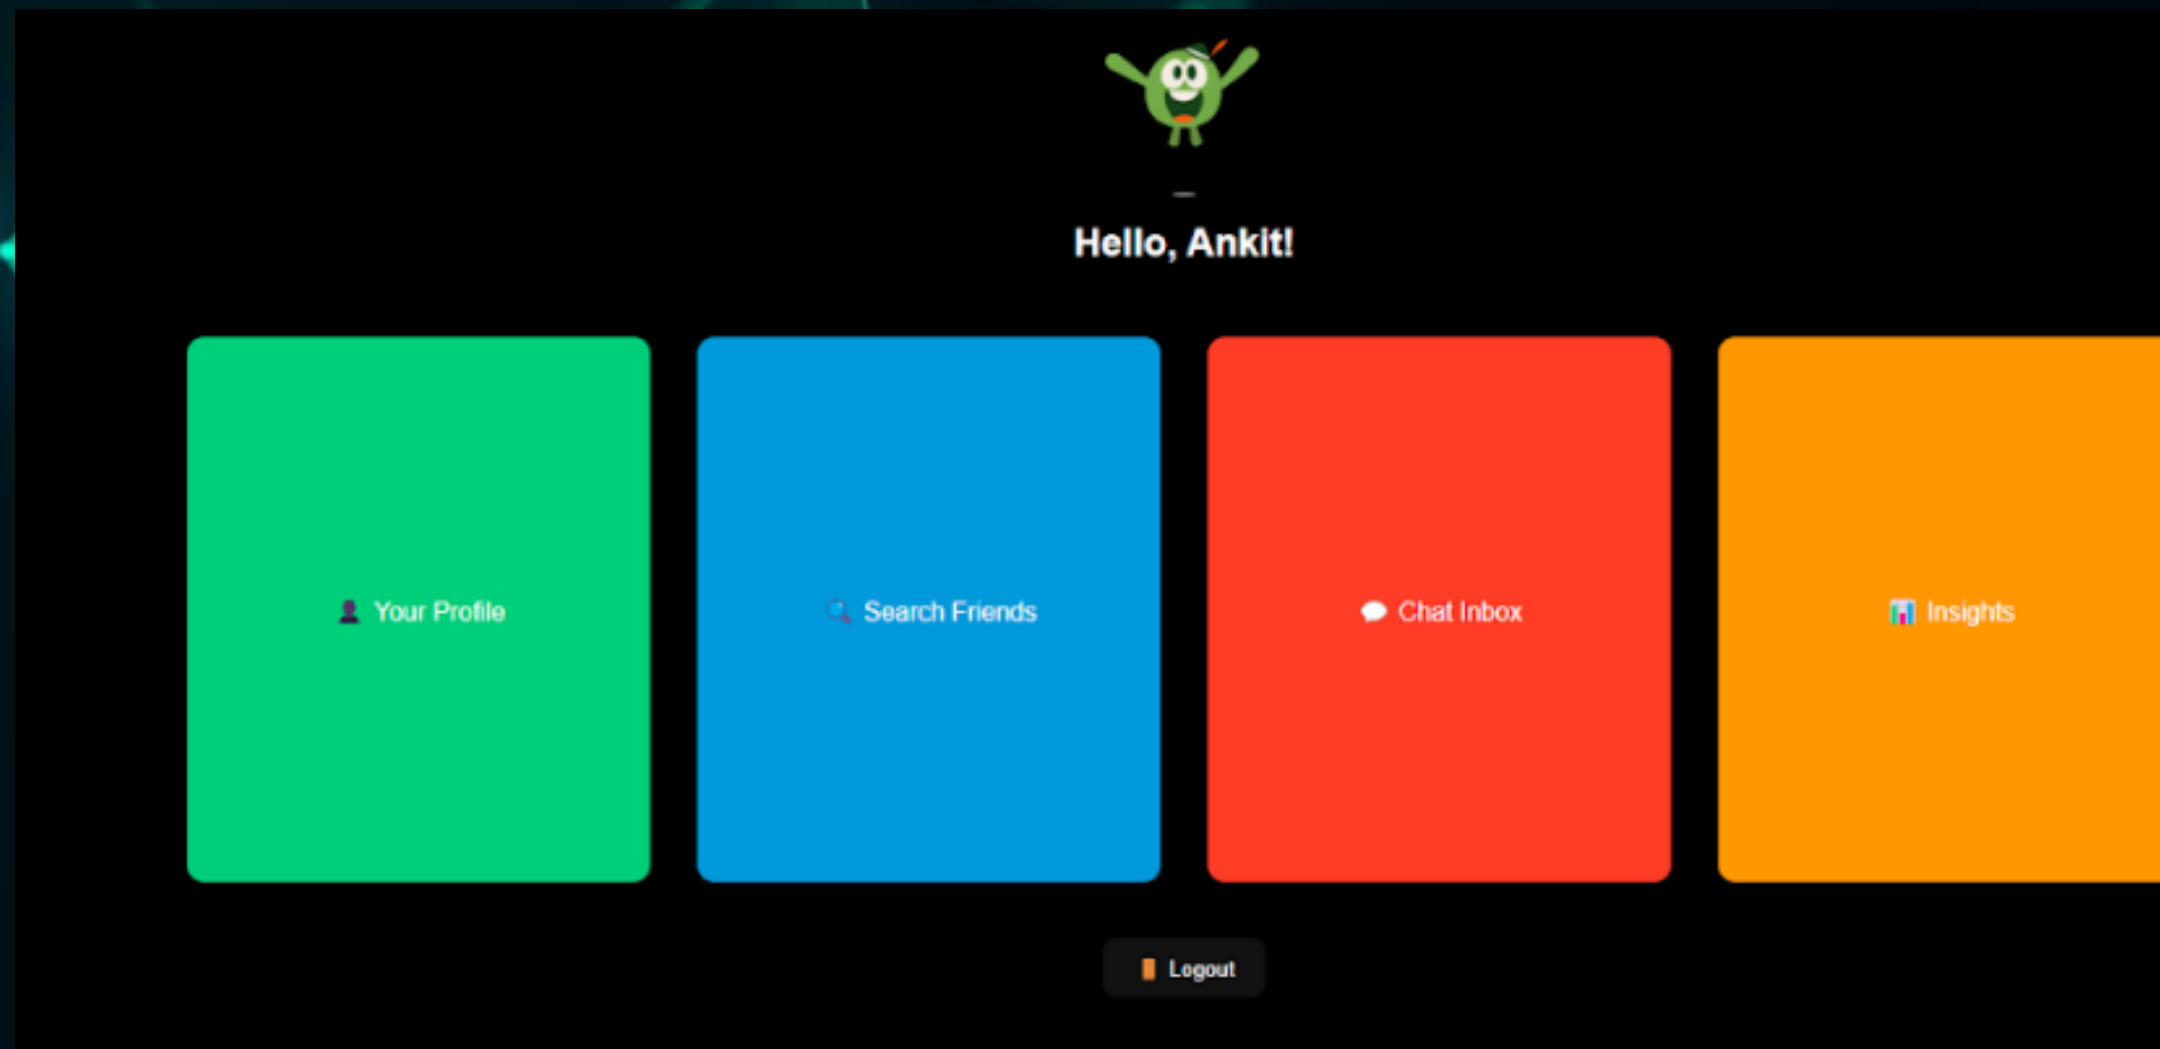 Hello, Ankit!
👤 Your Profile
🔍 Search Friends
💬 Chat Inbox
📊 Insights
🚪 Logout